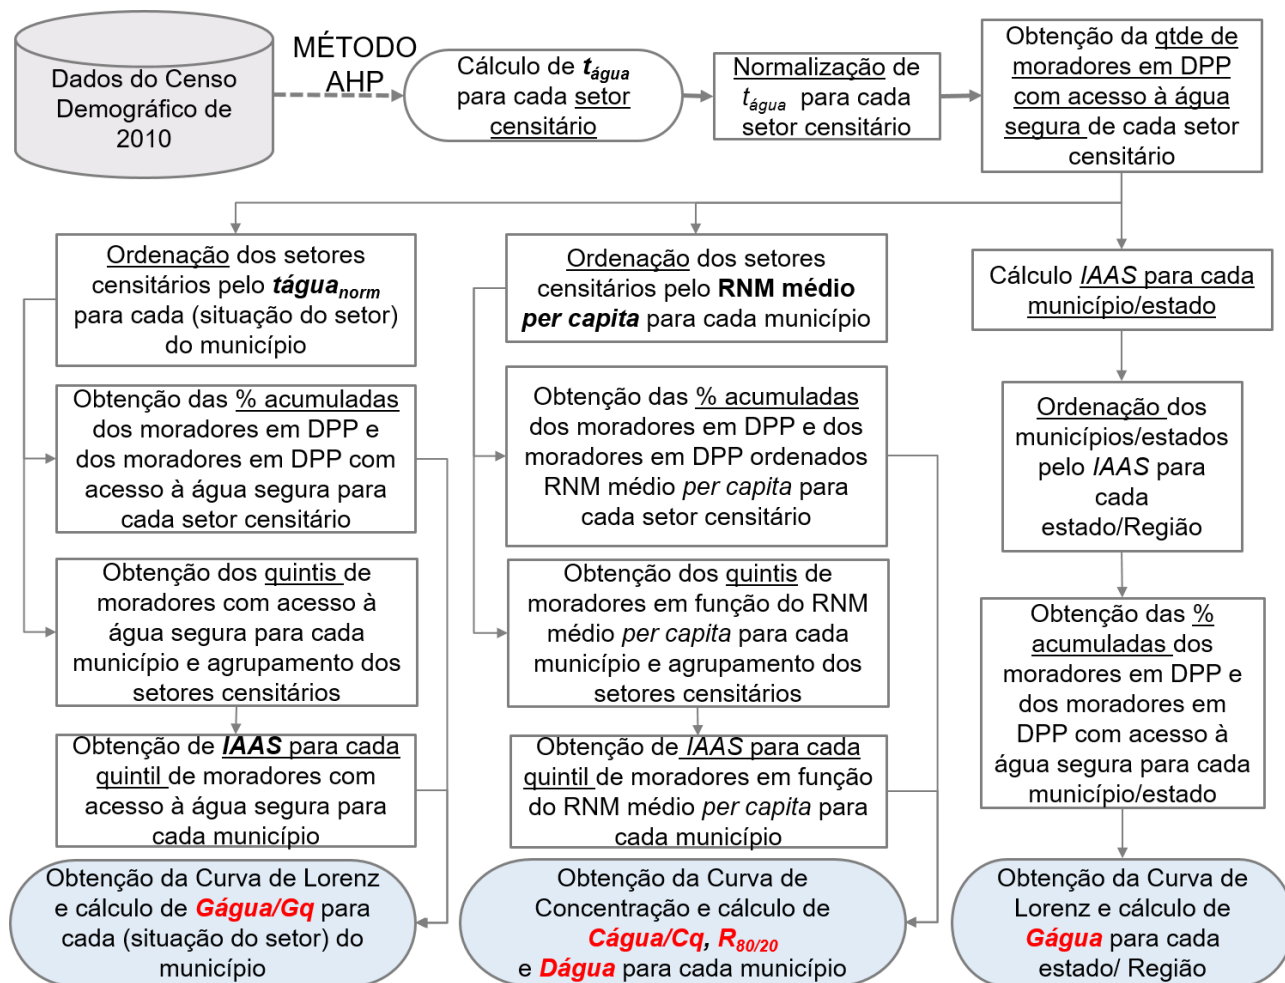 Dados do Censo
Demográfico de
2010
MÉTODO
AHP
Cálculo de tágua
para cada setor
censitário
Normalização de
tágua para cada
setor censitário
Obtenção da qtde de
moradores em DPP
com acesso à água
segura de cada setor
censitário
Ordenação dos setores
censitários pelo táguanorm
para cada (situação do setor)
do município
Obtenção das % acumuladas
dos moradores em DPP e
dos moradores em DPP com
acesso à água segura para
cada setor censitário
Obtenção dos quintis de
moradores com acesso à
água segura para cada
município e agrupamento dos
setores censitários
Obtenção de IAAS para cada
quintil de moradores com
acesso à água segura para
cada município
Obtenção da Curva de Lorenz
e cálculo de Gágua/Gq para
cada (situação do setor) do
município
Ordenação dos setores
censitários pelo RNM médio
per capita para cada município
Obtenção das % acumuladas
dos moradores em DPP e dos
moradores em DPP ordenados
RNM médio per capita para
cada setor censitário
Obtenção dos quintis de
moradores em função do RNM
médio per capita para cada
município e agrupamento dos
setores censitários
Obtenção de IAAS para cada
quintil de moradores em função
do RNM médio per capita para
cada município
Obtenção da Curva de
Concentração e cálculo de
Cágua/Cq, R80/20
e Dágua para cada município
Cálculo IAAS para cada
município/estado
Ordenação dos
municípios/estados
pelo IAAS para
cada
estado/Região
Obtenção das %
acumuladas dos
moradores em DPP e
dos moradores em
DPP com acesso à
água segura para cada
município/estado
Obtenção da Curva de
Lorenz e cálculo de
Gágua para cada
estado/ Região